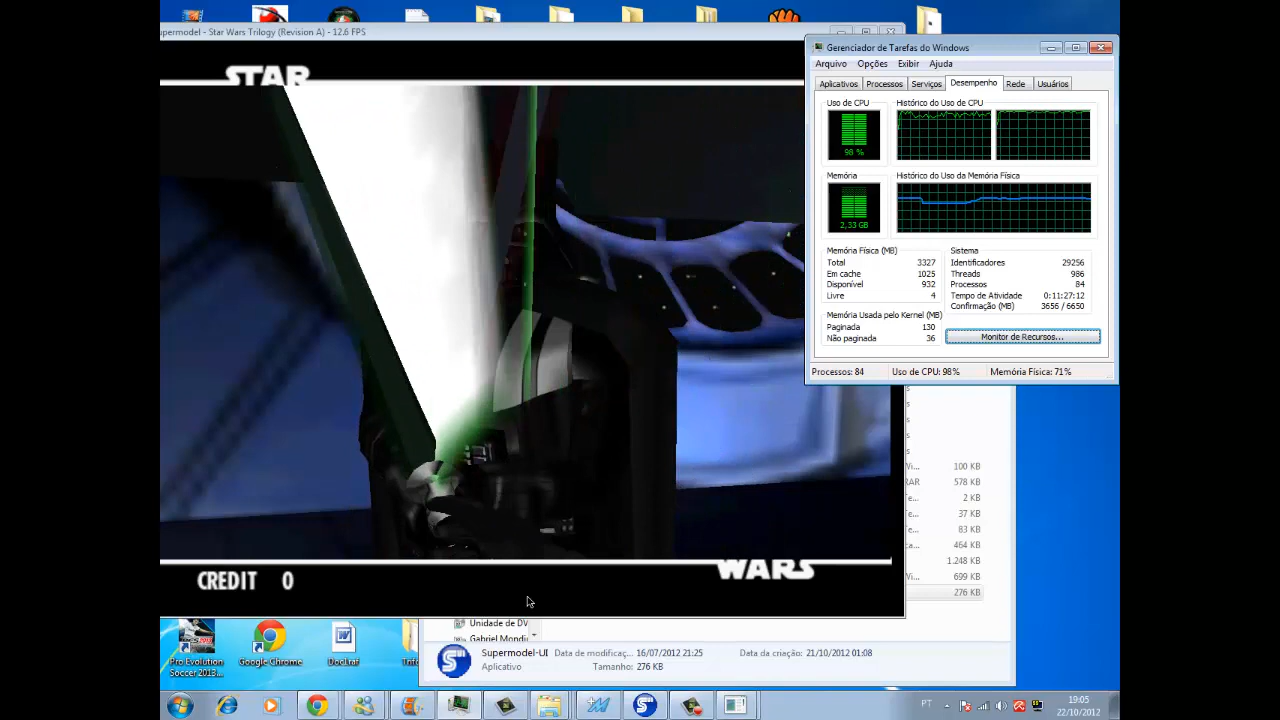 upermodel - Star Wars Trilogy (Revision A) - 12.6 FPS
STAR
WARS
CREDIT 0
Gerenciador de Tarefas do Windows
Arquivo Opções Exibir Ajuda
Aplicativos Processos Serviços Desempenho Rede Usuários
Uso de CPU Histórico do Uso de CPU
98 %
Memória Histórico do Uso da Memória Física
2,33 GB
Memória Física (MB)
Total 3327
Em cache 1025
Disponível 932
Livre 4
Memória Usada pelo Kernel (MB)
Paginada 130
Não paginada 36
Sistema
Identificadores 29256
Threads 986
Processos 84
Tempo de Atividade 0:11:27:12
Confirmação (MB) 3656 / 6650
Monitor de Recursos...
Processos: 84 Uso de CPU: 98% Memória Física: 71%
Wi... 100 KB
RAR 578 KB
2 KB
37 KB
83 KB
464 KB
1.248 KB
Wi... 699 KB
276 KB
Unidade de DV
Gabriel Mondi
Supermodel-UI Data de modificaç... 16/07/2012 21:25 Data da criação: 21/10/2012 01:08
Aplicativo Tamanho: 276 KB
Pro Evolution
Soccer 2013...
Google Chrome
PT
19:05
22/10/2012